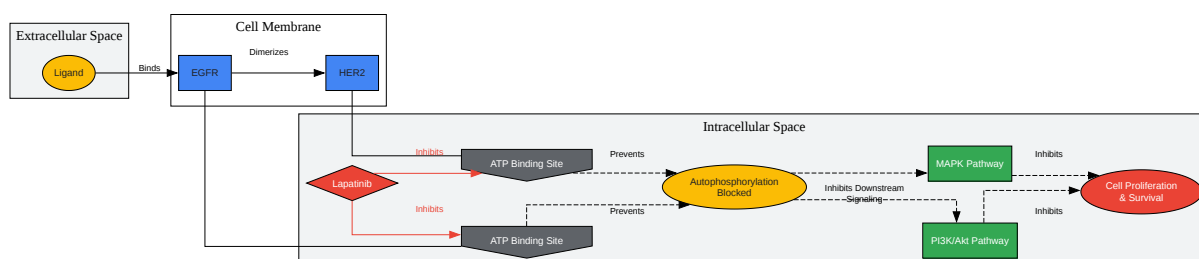 Extracellular Space
Cell Membrane
Ligand
Binds
EGFR
Dimerizes
HER2
Intracellular Space
Lapatinib
Inhibits
Inhibits
ATP Binding Site
ATP Binding Site
Prevents
Prevents
Autophosphorylation
Blocked
Inhibits Downstream
Signaling
MAPK Pathway
PI3K/Akt Pathway
Inhibits
Inhibits
Cell Proliferation
& Survival